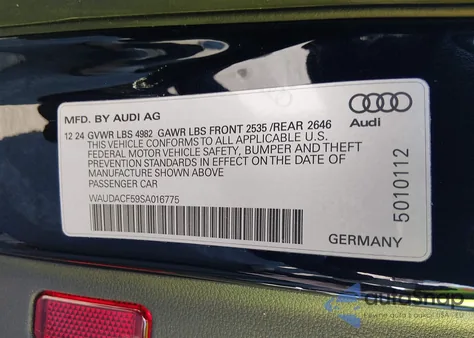 MFD. BY AUDI AG
Audi
12 24 GVWR LBS 4982 GAWR LBS FRONT 2535 /REAR 2646
THIS VEHICLE CONFORMS TO ALL APPLICABLE U.S.
FEDERAL MOTOR VEHICLE SAFETY, BUMPER AND THEFT
PREVENTION STANDARDS IN EFFECT ON THE DATE OF
MANUFACTURE SHOWN ABOVE
PASSENGER CAR
WAUDACF59SA016775
5010112
GERMANY
autoSnap